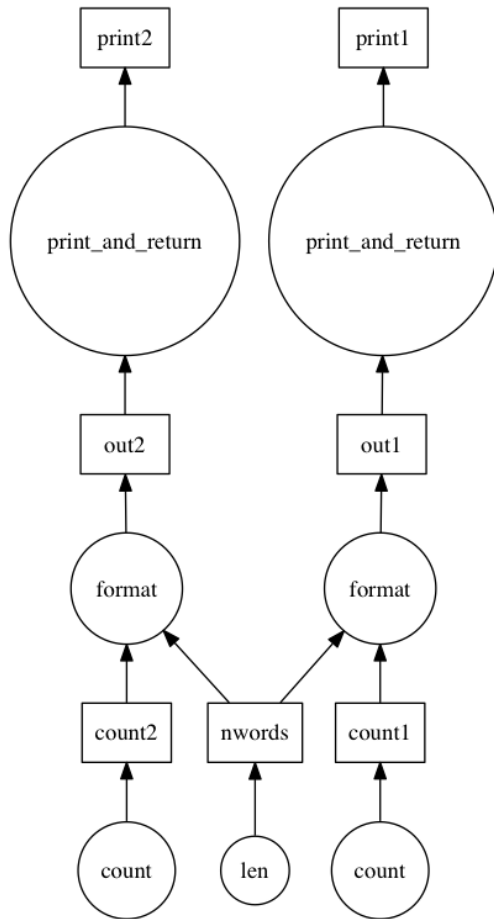 print2
print1
print_and_return
print_and_return
out2
out1
format
format
count2
nwords
count1
count
len
count